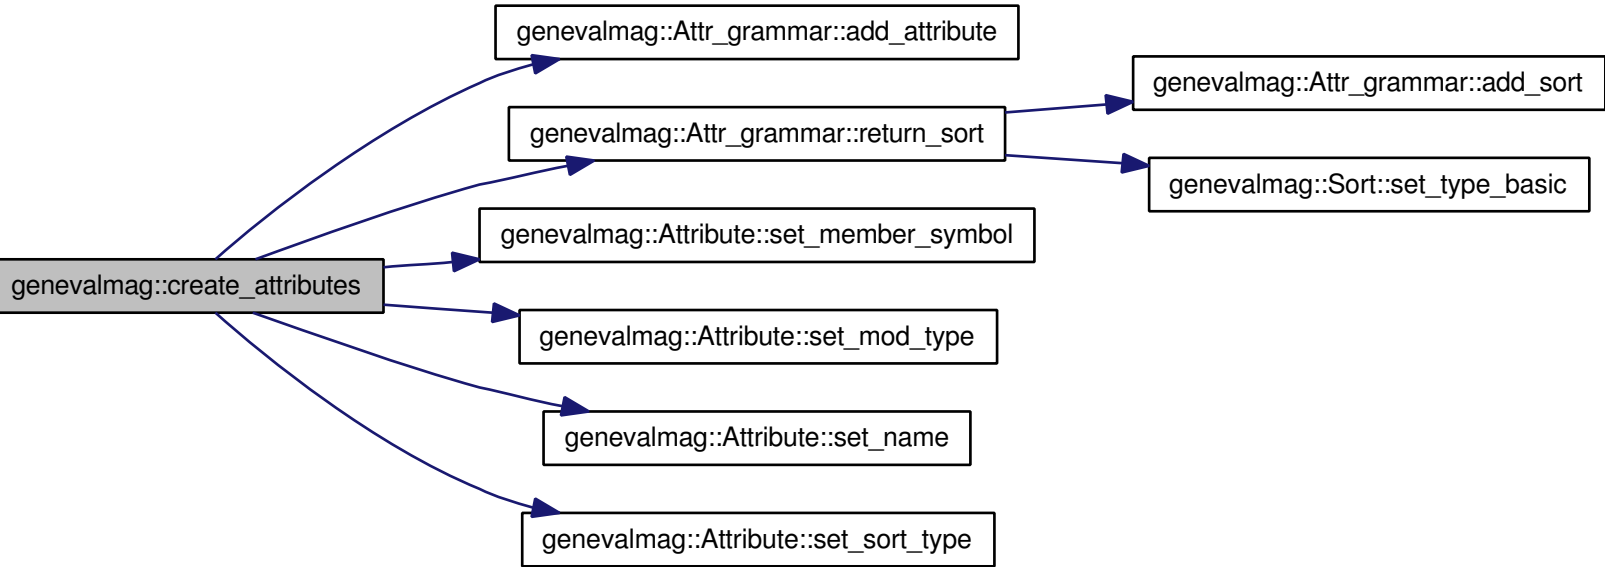 genevalmag::Attr_grammar::add_attribute
genevalmag::Attr_grammar::add_sort
genevalmag::Attr_grammar::return_sort
genevalmag::Sort::set_type_basic
genevalmag::Attribute::set_member_symbol
genevalmag::create_attributes
genevalmag::Attribute::set_mod_type
genevalmag::Attribute::set_name
genevalmag::Attribute::set_sort_type